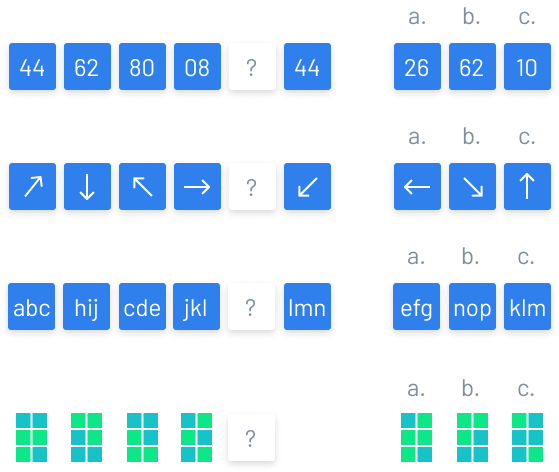 a. b. c.
44 62 80 08 ? 44 26 62 10
a. b. c.
? 
a. b. c.
abc hij cde jkl ? lmn efg nop klm
a. b. c.
?